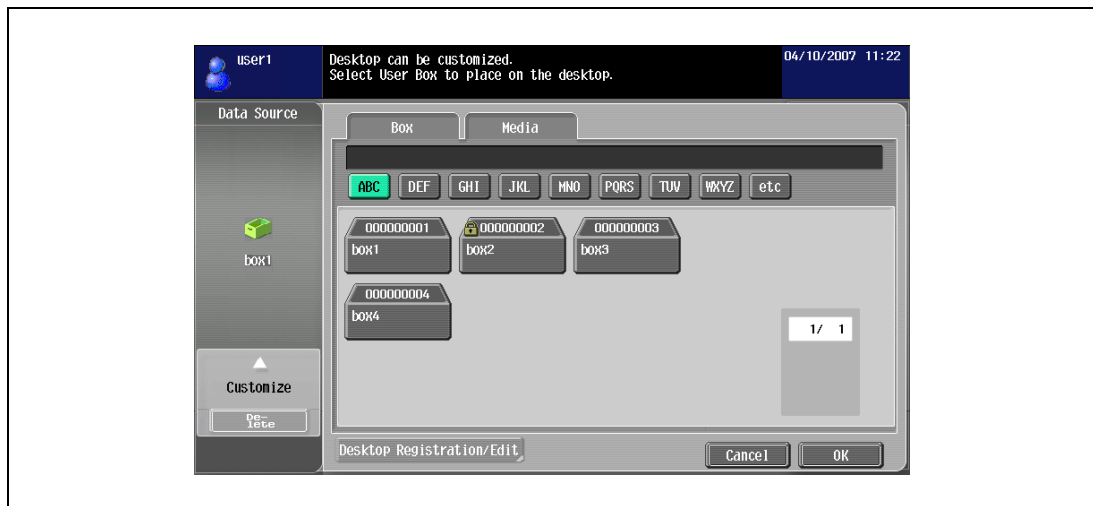 user1
Desktop can be customized.
Select User Box to place on the desktop.
04/10/2007 11:22
Data Source
Box
Media
ABC
DEF
GHI
JKL
MNO
PQRS
TUV
WXYZ
etc
000000001
000000002
000000003
box1
box2
box3
box1
000000004
box4
1/ 1
Customize
De-
lete
Desktop Registration/Edit
Cancel
OK